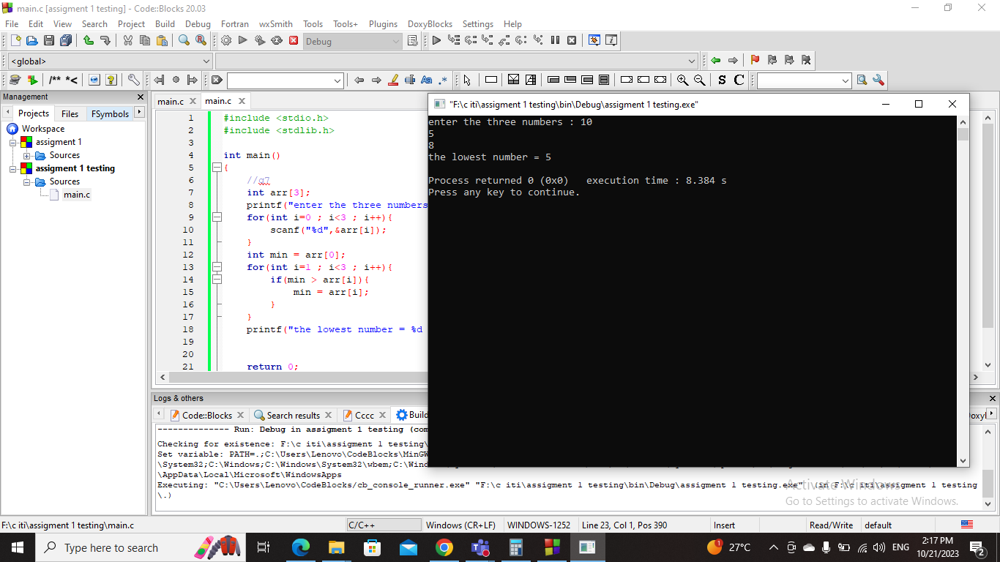 main.c [assigment 1 testing] - Code::Blocks 20.03
File Edit View Search Project Build Debug Fortran wxSmith Tools Tools+ Plugins DoxyBlocks Settings Help
Debug
<global>
/** *<
Aa .*
S C
Management
Projects Files FSymbols
Workspace
assigment 1
Sources
assigment 1 testing
Sources
main.c
main.c main.c
1 #include <stdio.h>
2 #include <stdlib.h>
3
4 int main()
5 {
6 //q7
7 int arr[3];
8 printf("enter the three numbers
9 for(int i=0 ; i<3 ; i++){
10 scanf("%d",&arr[i]);
11 }
12 int min = arr[0];
13 for(int i=1 ; i<3 ; i++){
14 if(min > arr[i]){
15 min = arr[i];
16 }
17 }
18 printf("the lowest number = %d
19
20
21 return 0;
"F:\c iti\assigment 1 testing\bin\Debug\assigment 1 testing.exe"
enter the three numbers : 10
5
8
the lowest number = 5
Process returned 0 (0x0)   execution time : 8.384 s
Press any key to continue.
Logs & others
Code::Blocks Search results Cccc Build
-------------- Run: Debug in assigment 1 testing (com
Checking for existence: F:\c iti\assigment 1 testing\
Set variable: PATH=.;C:\Users\Lenovo\CodeBlocks\MinGW
\System32;C:\Windows;C:\Windows\System32\wbem;C:\Wind
\AppData\Local\Microsoft\WindowsApps
Executing: "C:\Users\Lenovo\CodeBlocks/cb_console_runner.exe" "F:\c iti\assigment 1 testing\bin\Debug\assigment 1 testing.exe"  (in F:\c iti\assigment 1 testing
\.)
Activate Windows
Go to Settings to activate Windows.
F:\c iti\assigment 1 testing\main.c C/C++ Windows (CR+LF) WINDOWS-1252 Line 23, Col 1, Pos 390 Insert Read/Write default
Type here to search
1 27°C ENG 2:17 PM
10/21/2023 2